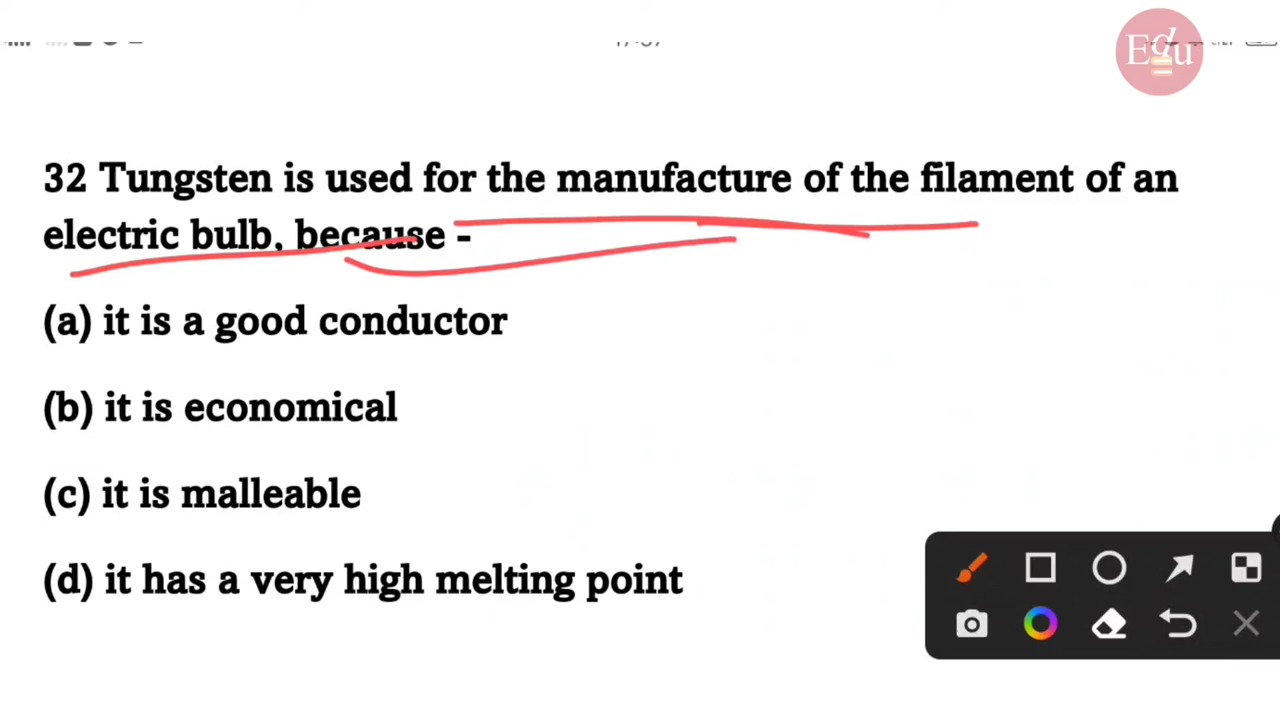 Edu
32 Tungsten is used for the manufacture of the filament of an
electric bulb, because -
(a) it is a good conductor
(b) it is economical
(c) it is malleable
(d) it has a very high melting point